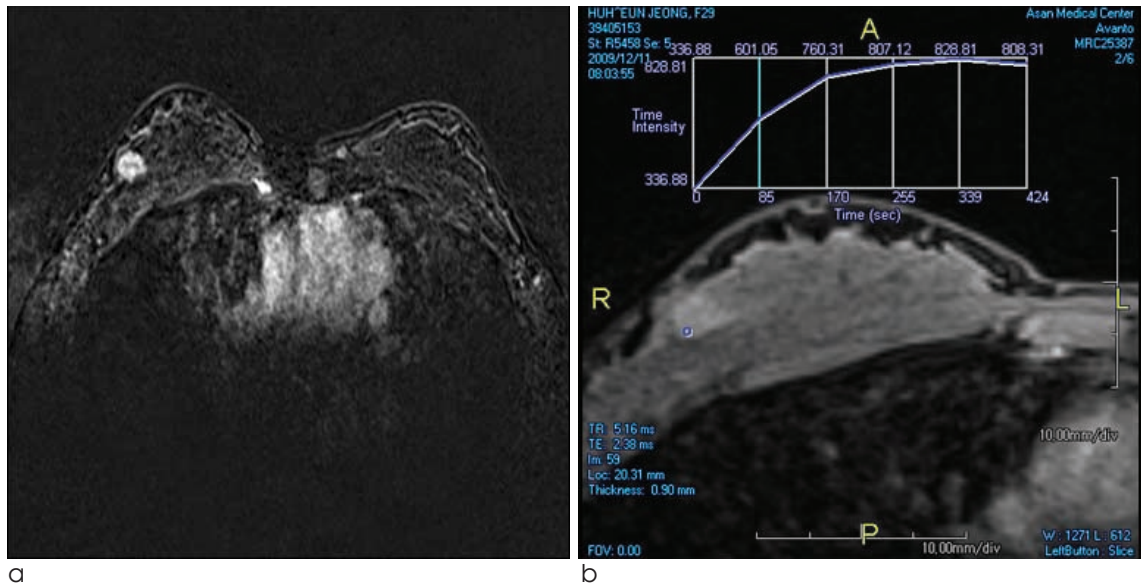 HUH^EUN JEONG, F29
39405153
St: R5458 Se: 5
2009/12/11
08:03:55
A
Asan Medical Center
Avanto
MRC25387
2/6
336.88 601.05 760.31 807.12 828.81 808.31
828.81
Time
Intensity
336.88
0 85 170 255 339 424
Time (sec)
R
L
TR: 5.16 ms
TE: 2.38 ms
Im: 59
Loc: 20.31 mm
Thickness: 0.90 mm
10.00mm/div
P
10.00mm/div
FOV: 0.00
W : 1271 L : 612
LeftButton : Slice
a
b